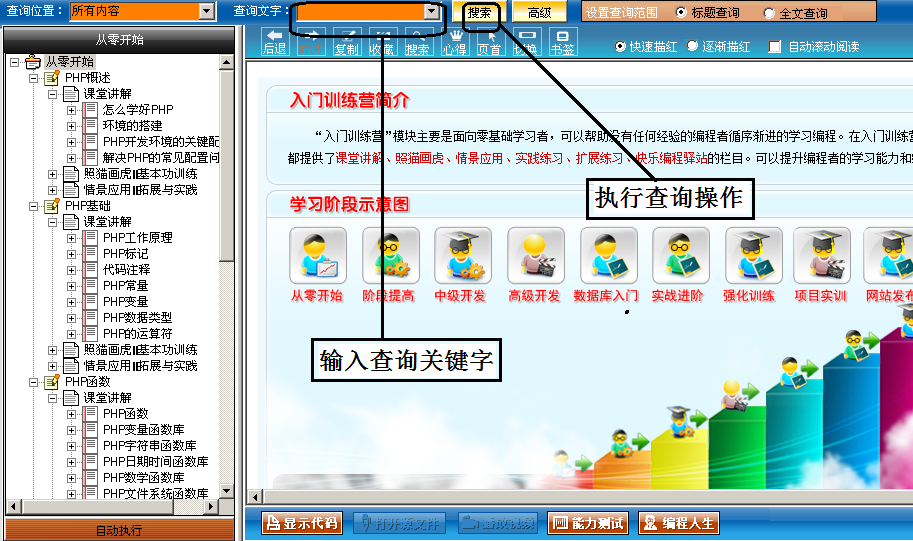 查询位置： 所有内容 查询文字： 搜索 高级 设置查询范围 标题查询 全文查询
从零开始
后退 复制 收藏 搜索 心得 页首 切换 书签 快速描红 逐渐描红 自动滚动阅读
从零开始
PHP概述
课堂讲解
怎么学好PHP
环境的搭建
PHP开发环境的关键配
解决PHP的常见配置问
照猫画虎||基本功训练
情景应用||拓展与实践
PHP基础
课堂讲解
PHP工作原理
PHP标记
代码注释
PHP常量
PHP变量
PHP数据类型
PHP的运算符
照猫画虎||基本功训练
情景应用||拓展与实践
PHP函数
课堂讲解
PHP函数
PHP变量函数库
PHP字符串函数库
PHP日期时间函数库
PHP数学函数库
PHP文件系统函数库
自动执行
入门训练营简介
“入门训练营”模块主要是面向零基础学习者，可以帮助没有任何经验的编程者循序渐进的学习编程。在入门训练营
都提供了课堂讲解、照猫画虎、情景应用、实践练习、扩展练习、快乐编程驿站的栏目。可以提升编程者的学习能力和
执行查询操作
学习阶段示意图
从零开始 阶段提高 中级开发 高级开发 数据库入门 实战进阶 强化训练 项目实训 网站发布
输入查询关键字
显示代码 打开源文件 播放视频 能力测试 编程人生